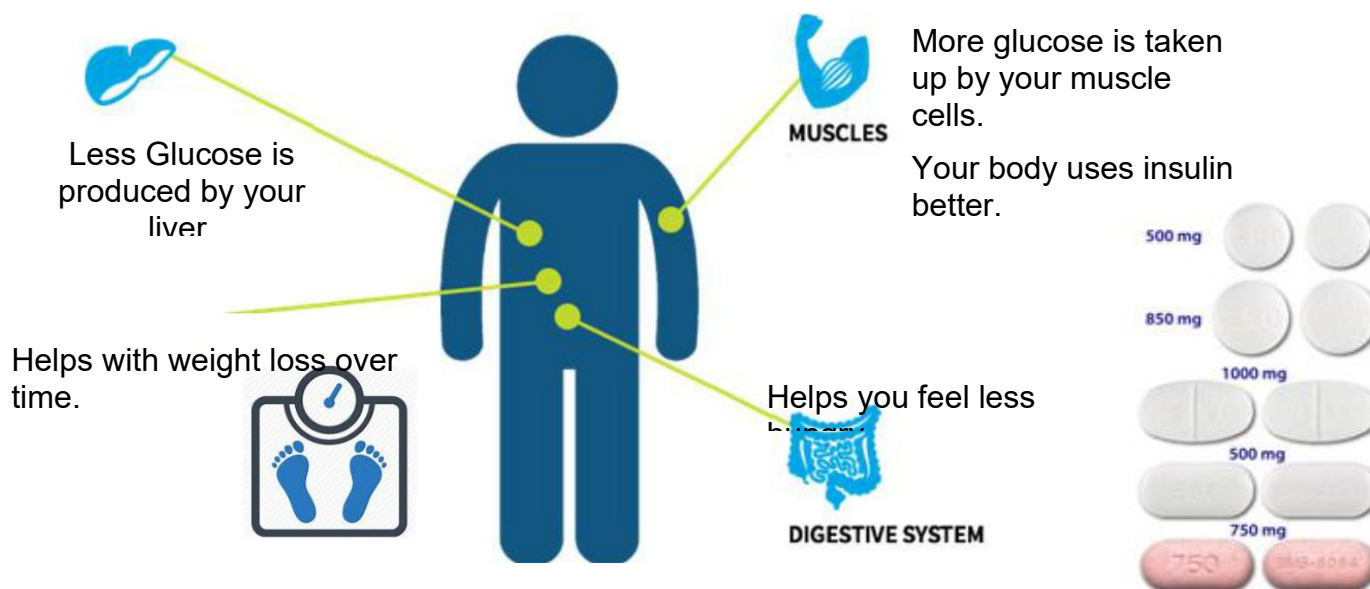 More glucose is taken
up by your muscle
cells.
MUSCLES
Your body uses insulin
better.
Less Glucose is
produced by your
liver
500 mg
850 mg
Helps with weight loss over
time.
1000 mg
Helps you feel less
hungry
500 mg
DIGESTIVE SYSTEM
750 mg
750